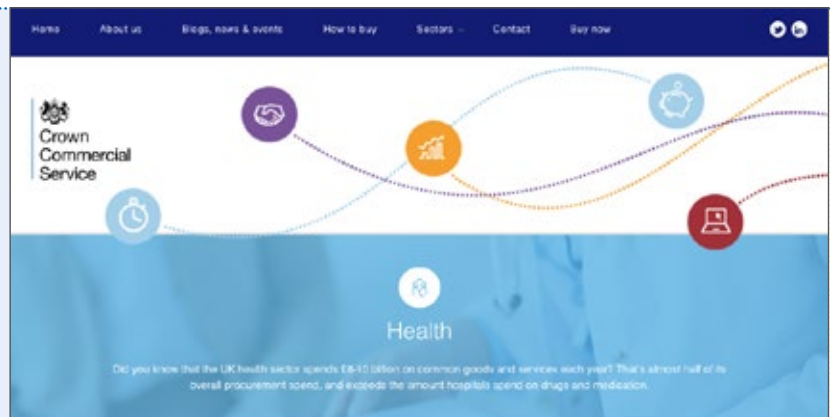 Home About us Blogs, news & events How to buy Sectors Contact Buy now
Crown
Commercial
Service
Health
Did you know that the UK health sector spends £8-10 billion on common goods and services each year? That's almost half of its
overall procurement spend, and exceeds the amount hospitals spend on drugs and medication.